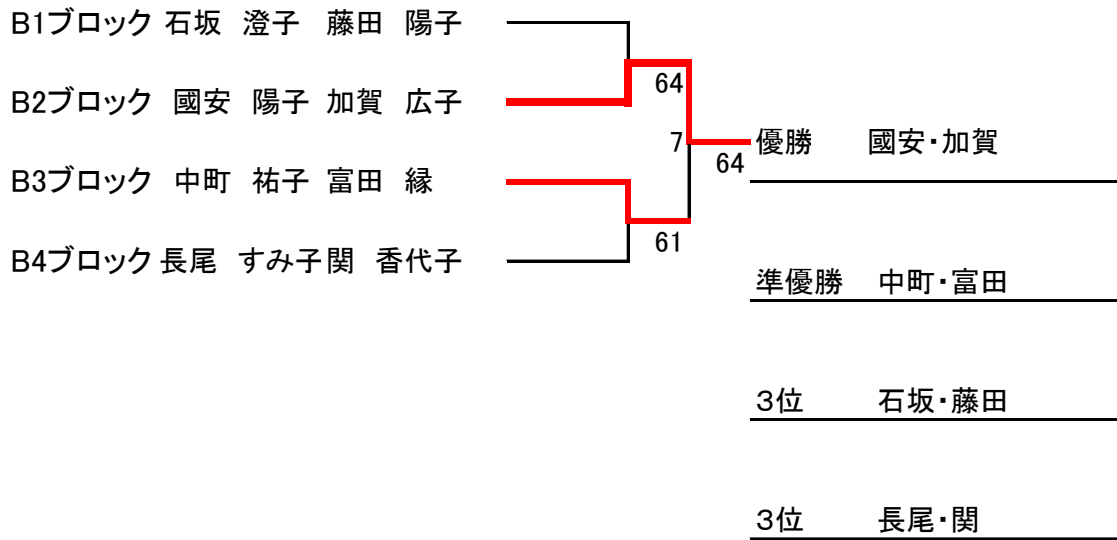 B1ブロック 石坂 澄子 藤田 陽子
64
B2ブロック 國安 陽子 加賀 広子
7
優勝 國安・加賀
64
B3ブロック 中町 祐子 富田 縁
61
B4ブロック 長尾 すみ子 関 香代子
準優勝 中町・富田
3位 石坂・藤田
3位 長尾・関